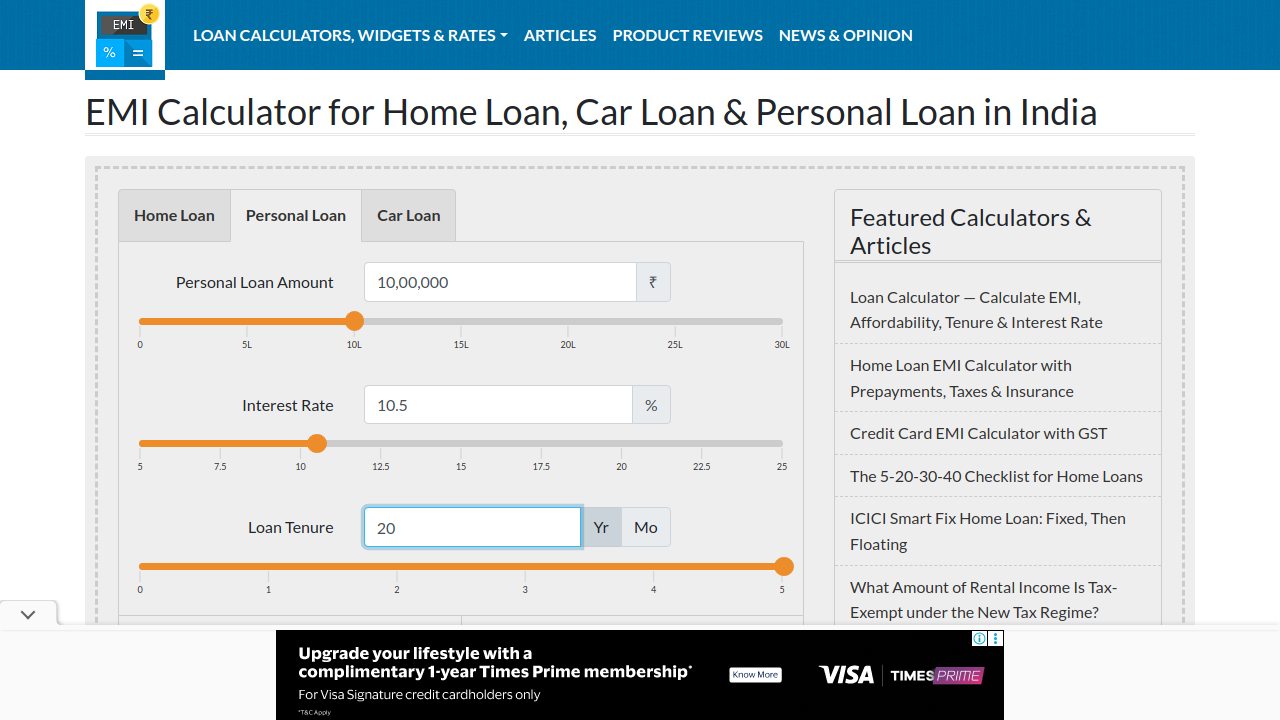 EMI
₹
%
=
LOAN CALCULATORS, WIDGETS & RATES
ARTICLES
PRODUCT REVIEWS
NEWS & OPINION
EMI Calculator for Home Loan, Car Loan & Personal Loan in India
Home Loan
Personal Loan
Car Loan
Personal Loan Amount
10,00,000
₹
0
5L
10L
15L
20L
25L
30L
Interest Rate
10.5
%
5
7.5
10
12.5
15
17.5
20
22.5
25
Loan Tenure
20
Yr
Mo
0
1
2
3
4
5
Featured Calculators &
Articles
Loan Calculator — Calculate EMI,
Affordability, Tenure & Interest Rate
Home Loan EMI Calculator with
Prepayments, Taxes & Insurance
Credit Card EMI Calculator with GST
The 5-20-30-40 Checklist for Home Loans
ICICI Smart Fix Home Loan: Fixed, Then
Floating
What Amount of Rental Income Is Tax-
Exempt under the New Tax Regime?
Upgrade your lifestyle with a
complimentary 1-year Times Prime membership*
For Visa Signature credit cardholders only
*T&C Apply
Know More
VISA
TIMES PRIME